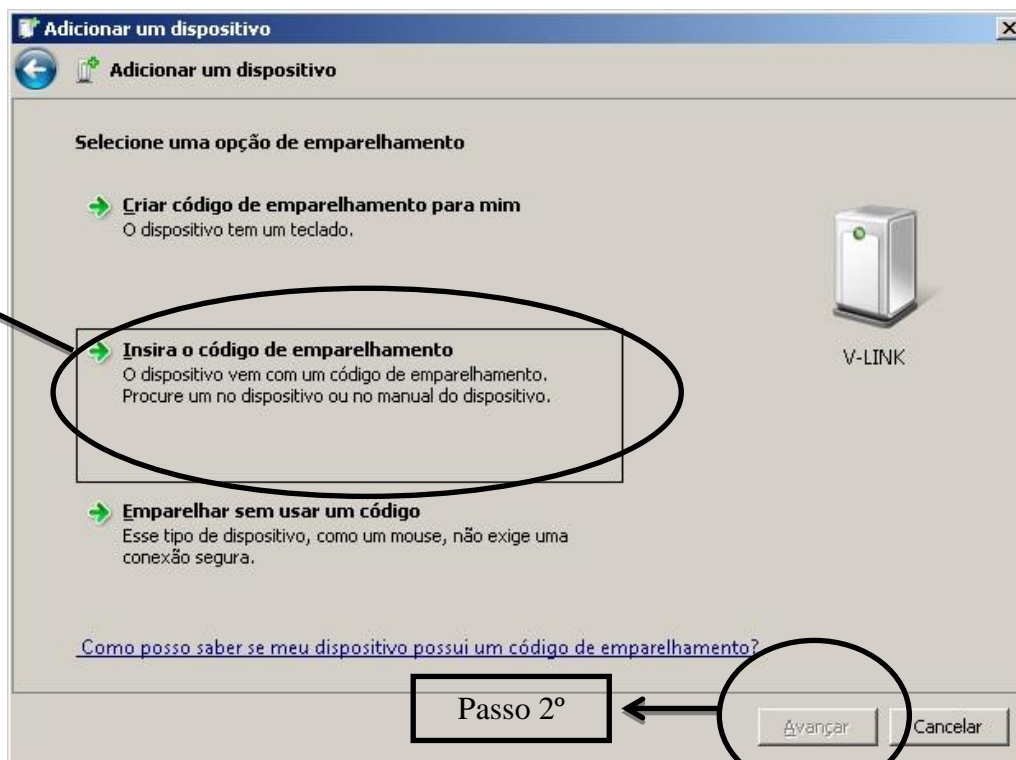 Adicionar um dispositivo
Adicionar um dispositivo
Selecione uma opção de emparelhamento
Criar código de emparelhamento para mim
O dispositivo tem um teclado.
Insira o código de emparelhamento
O dispositivo vem com um código de emparelhamento.
Procure um no dispositivo ou no manual do dispositivo.
V-LINK
Emparelhar sem usar um código
Esse tipo de dispositivo, como um mouse, não exige uma
conexão segura.
Como posso saber se meu dispositivo possui um código de emparelhamento?
Passo 2º
Avançar
Cancelar